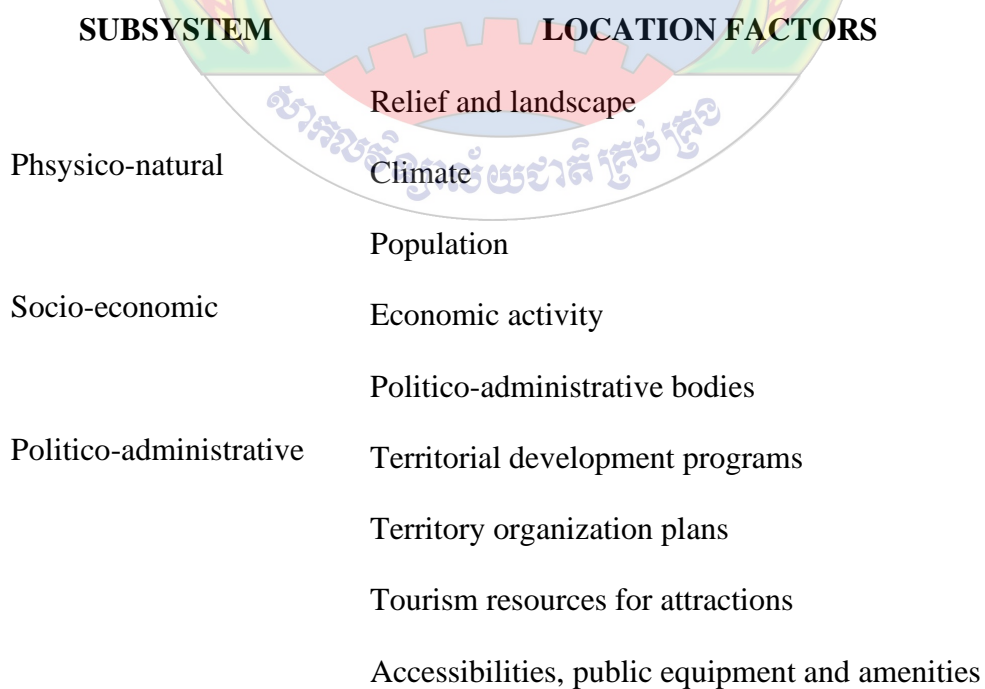 SUBSYSTEM LOCATION FACTORS
Relief and landscape
Phsysico-natural Climate
Population
Socio-economic Economic activity
Politico-administrative bodies
Politico-administrative Territorial development programs
Territory organization plans
Tourism resources for attractions
Accessibilities, public equipment and amenities